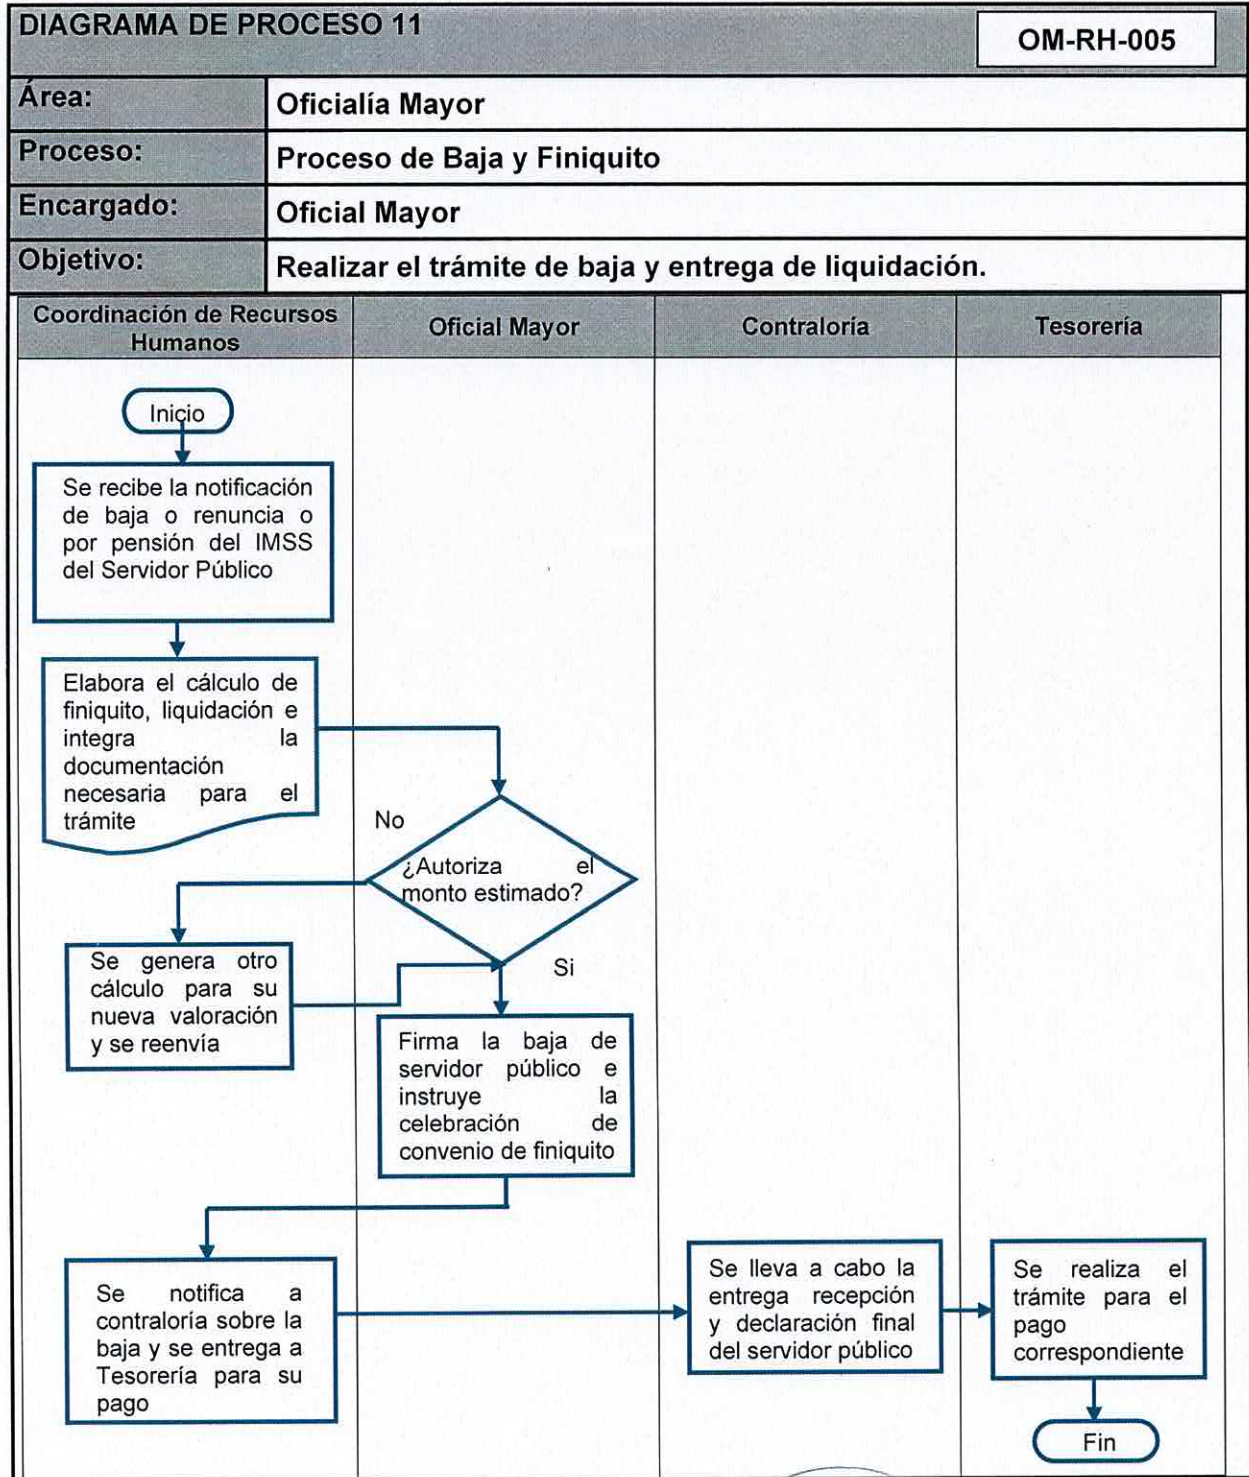 DIAGRAMA DE PROCESO 11
OM-RH-005
Área:
Oficialía Mayor
Proceso:
Proceso de Baja y Finiquito
Encargado:
Oficial Mayor
Objetivo:
Realizar el trámite de baja y entrega de liquidación.
Coordinación de Recursos
Humanos
Oficial Mayor
Contraloría
Tesorería
Inicio
Se recibe la notificación
de baja o renuncia o
por pensión del IMSS
del Servidor Público
Elabora el cálculo de
finiquito, liquidación e
integra la
documentación
necesaria para el
trámite
No
¿Autoriza el
monto estimado?
Si
Se genera otro
cálculo para su
nueva valoración
y se reenvía
Firma la baja de
servidor público e
instruye la
celebración de
convenio de finiquito
Se notifica a
contraloría sobre la
baja y se entrega a
Tesorería para su
pago
Se lleva a cabo la
entrega recepción
y declaración final
del servidor público
Se realiza el
trámite para el
pago
correspondiente
Fin